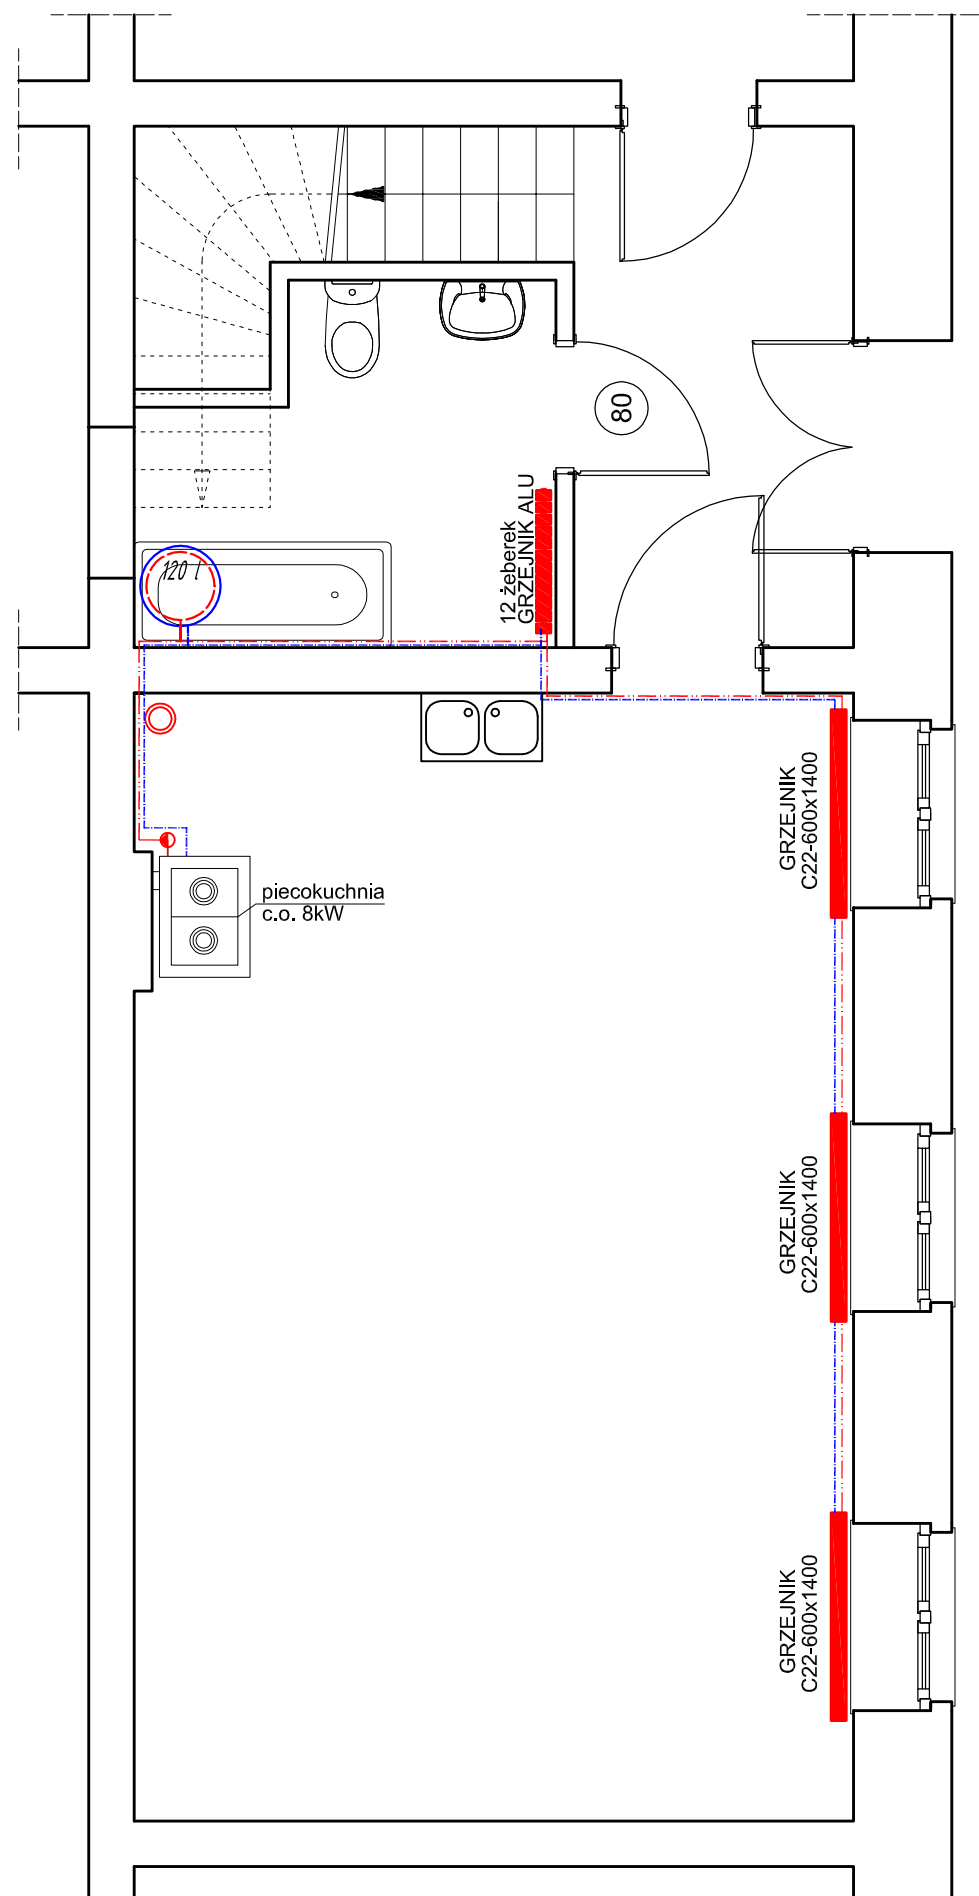 80
12 żeberek
GRZEJNIK ALU
120 l
GRZEJNIK
C22-600x1400
piecokuchnia
c.o. 8kW
GRZEJNIK
C22-600x1400
GRZEJNIK
C22-600x1400